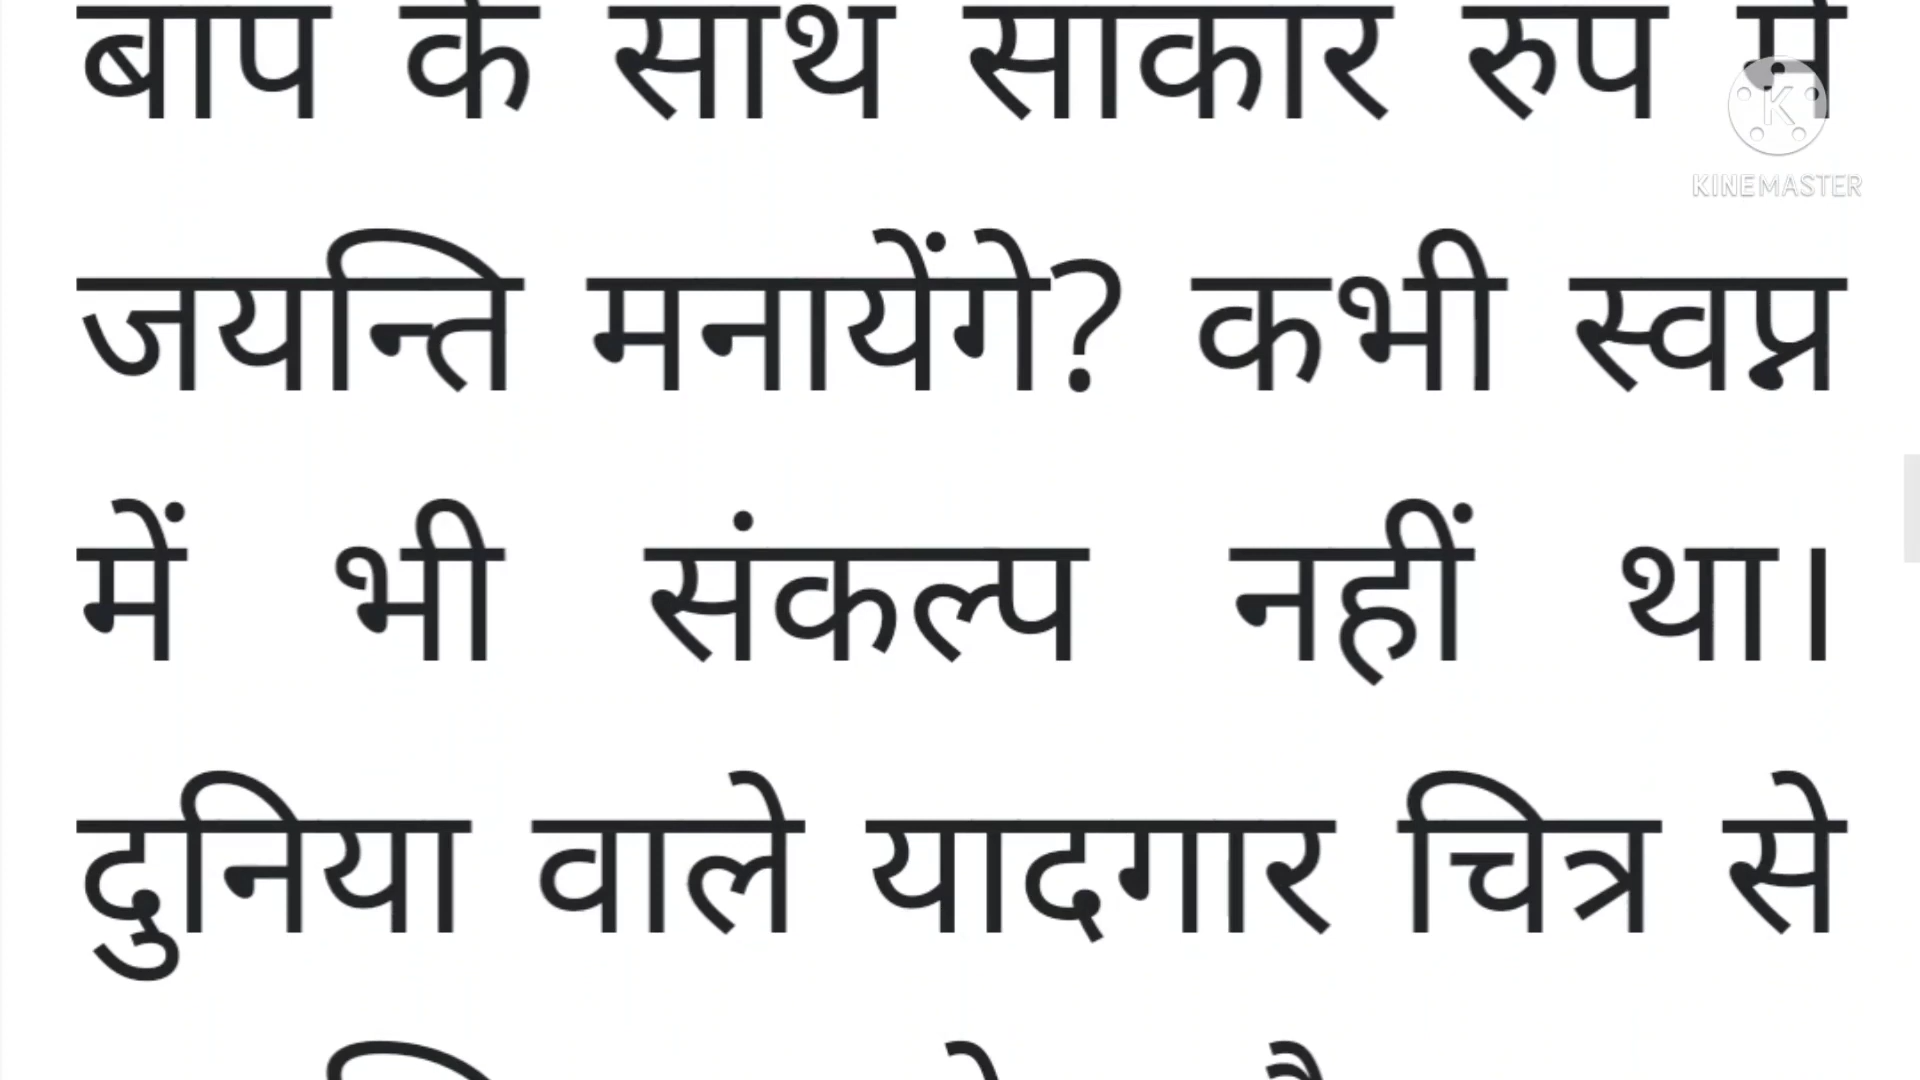 बाप के साथ साकार रुप में
KINEMASTER
जयन्ति मनायेंगे? कभी स्वप्न
में भी संकल्प नहीं था।
दुनिया वाले यादगार चित्र से